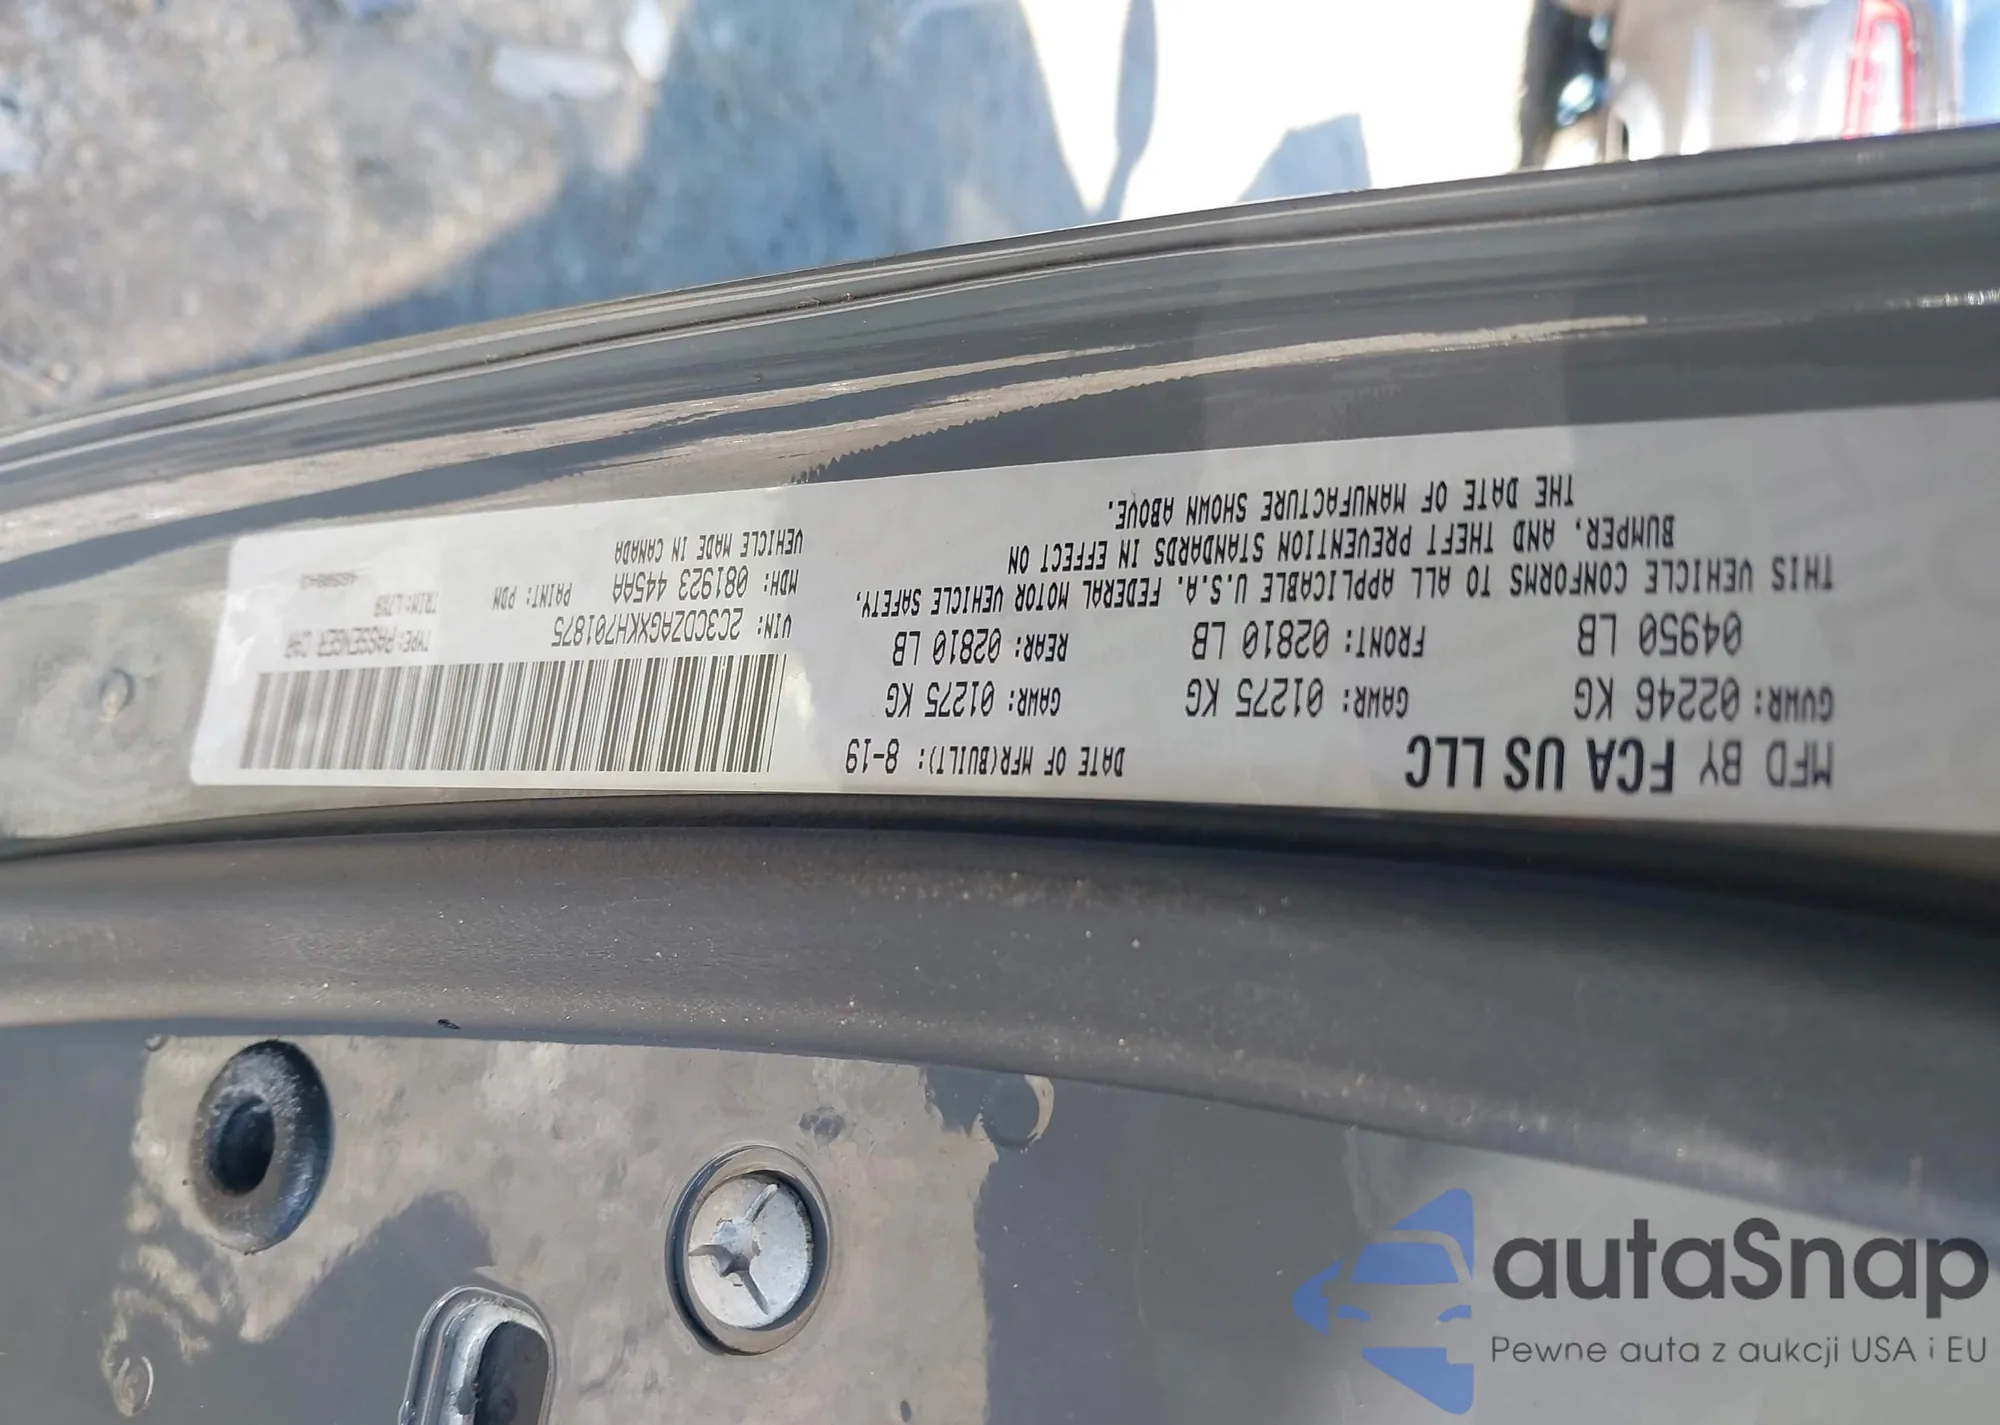 MFD BY FCA US LLC
DATE OF MFR(BUILT): 8-19
GVWR: 02246 KG
GAWR: 01275 KG
GAWR: 01275 KG
04950 LB
FRONT: 02810 LB
REAR: 02810 LB
THIS VEHICLE CONFORMS TO ALL APPLICABLE U.S.A. FEDERAL MOTOR VEHICLE SAFETY,
BUMPER, AND THEFT PREVENTION STANDARDS IN EFFECT ON
THE DATE OF MANUFACTURE SHOWN ABOVE.
VIN: 2C3CDZAGXKH701875
TYPE: PASSENGER CAR
MDH: 081923 445AA
PAINT: PDN
TRIM:
VEHICLE MADE IN CANADA
autaSnap
Pewne auta z aukcji USA i EU